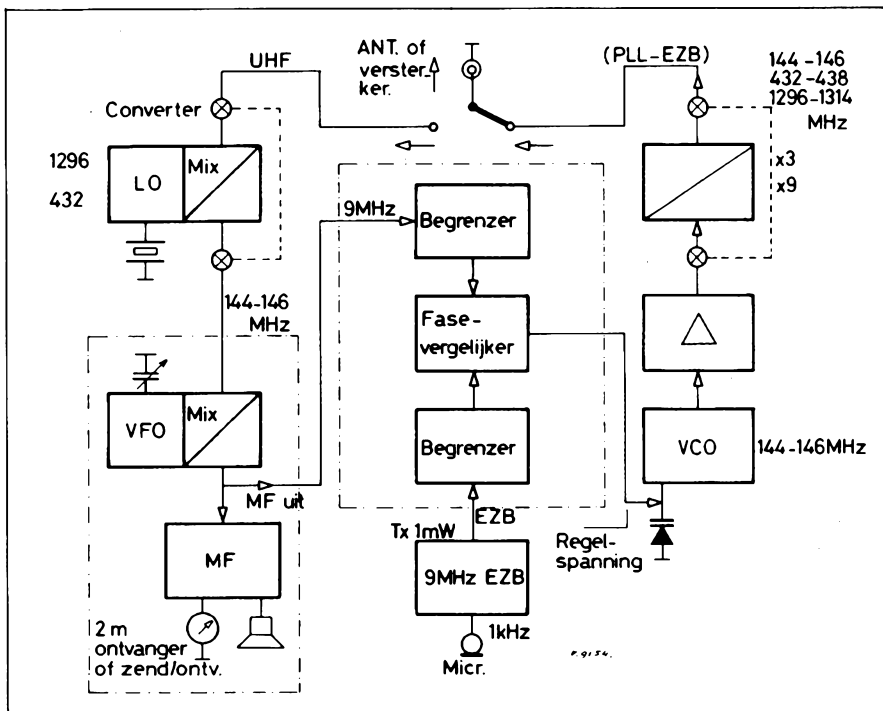 UHF
ANT. of
verster-
ker.
(PLL-EZB)
144-146
432-438
1296-1314
MHz
Converter
1296
432
LO
Mix
x3
x9
9MHz
Begrenzer
144-146
MHz
Fase-
vergelijker
VFO
Mix
Begrenzer
VCO
144-146MHz
MF uit
EZB
Tx 1mW
Regel-
spanning
MF
9MHz EZB
1kHz
2 m
ontvanger
of zend/ontv.
Micr.
F.9154.